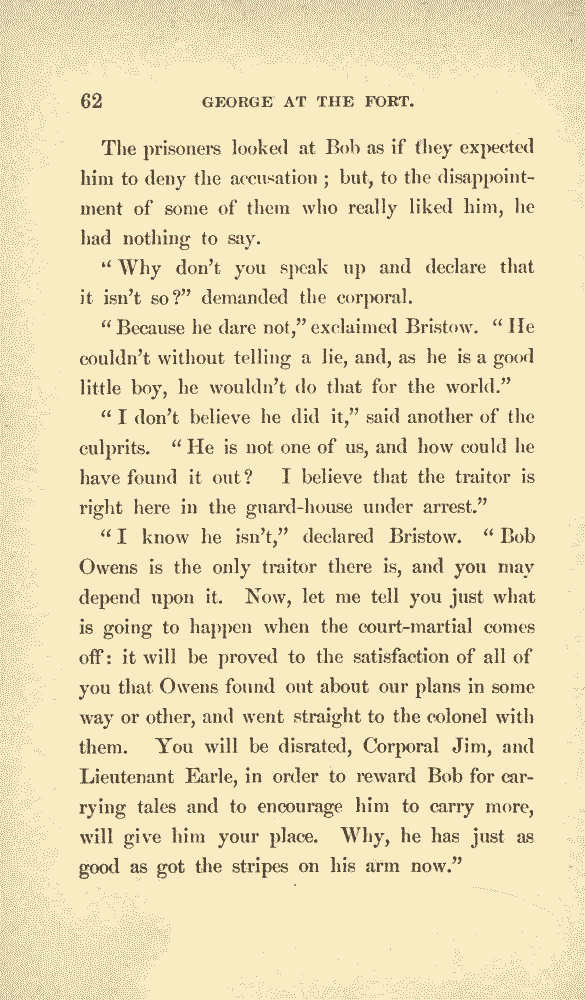 62 GEORGE AT THE FORT.
The prisoners looked at Bob as if they expected
him to deny the accusation; but, to the disappoint-
ment of some of them who really liked him, he
had nothing to say.
“Why don’t you speak up and declare that
it isn’t so?” demanded the corporal.
“Because he dare not,” exclaimed Bristow. “He
couldn’t without telling a lie, and, as he is a good
little boy, he wouldn’t do that for the world.”
“I don’t believe he did it,” said another of the
culprits. “He is not one of us, and how could he
have found it out? I believe that the traitor is
right here in the guard-house under arrest.”
“I know he isn’t,” declared Bristow. “Bob
Owens is the only traitor there is, and you may
depend upon it. Now, let me tell you just what
is going to happen when the court-martial comes
off: it will be proved to the satisfaction of all of
you that Owens found out about our plans in some
way or other, and went straight to the colonel with
them. You will be disrated, Corporal Jim, and
Lieutenant Earle, in order to reward Bob for car-
rying tales and to encourage him to carry more,
will give him your place. Why, he has just as
good as got the stripes on his arm now.”